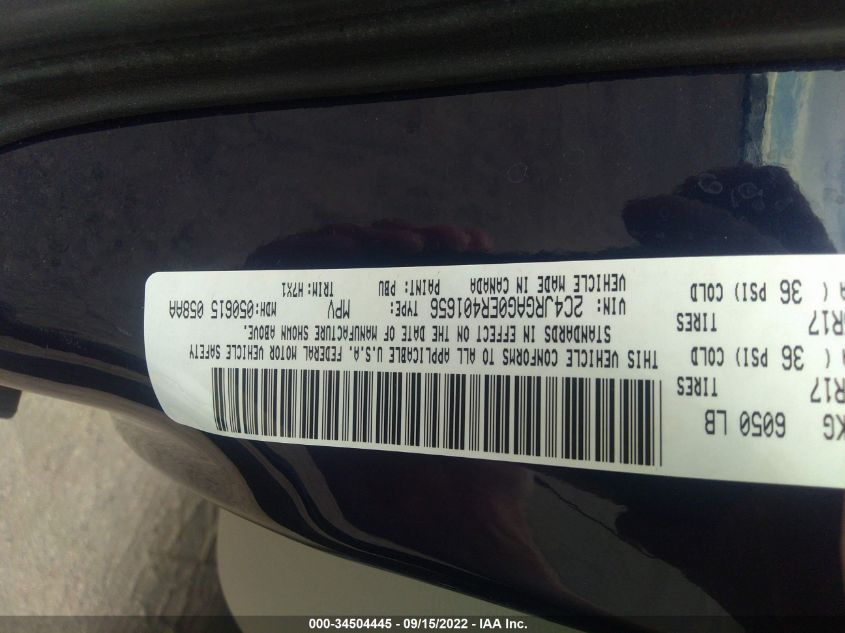 KG 6050 LB
R17 TIRES
A ( 36 PSI) COLD
R17 TIRES
A ( 36 PSI) COLD
THIS VEHICLE CONFORMS TO ALL APPLICABLE U.S.A. FEDERAL MOTOR VEHICLE SAFETY
STANDARDS IN EFFECT ON THE DATE OF MANUFACTURE SHOWN ABOVE.
VIN: 2C4JRGAG0ER401656 TYPE: MPV MDH:050615 058AA
VEHICLE MADE IN CANADA PAINT: PBU TRIM:H7X1
000-34504445 - 09/15/2022 - IAA Inc.